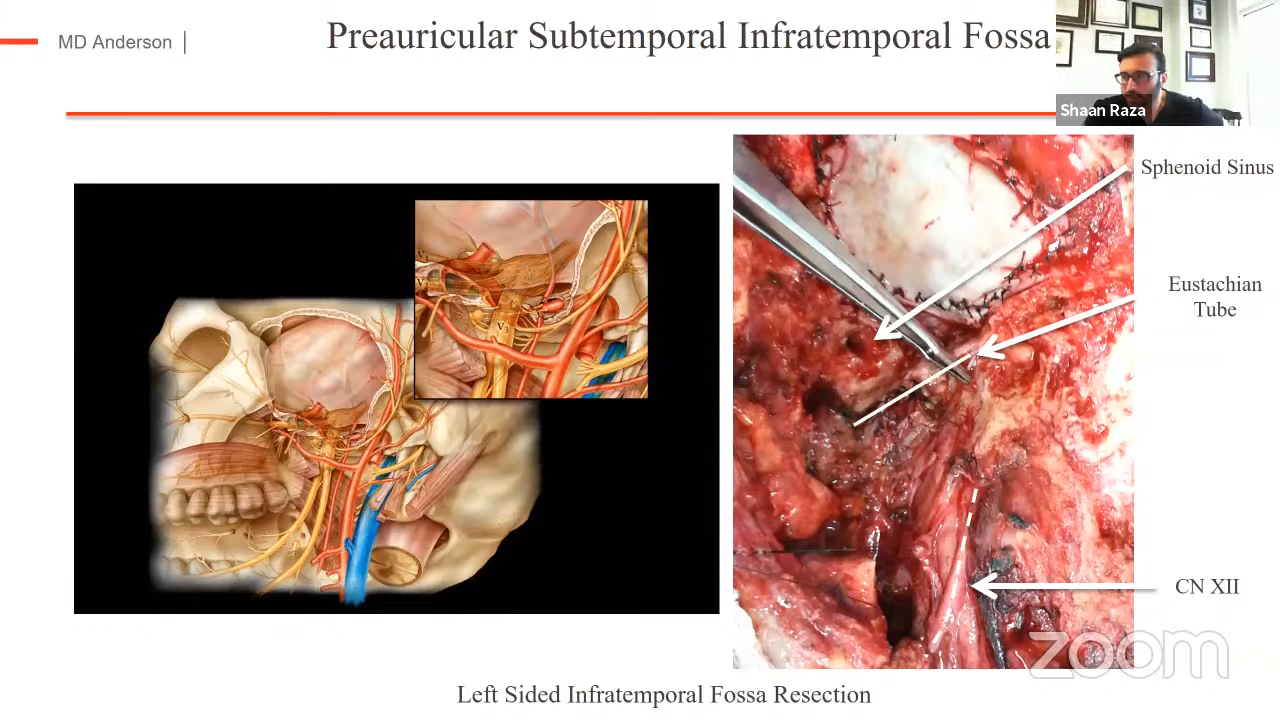 MD Anderson |
Preauricular Subtemporal Infratemporal Fossa
Shaan Raza
Sphenoid Sinus
Eustachian
Tube
V₃
CN XII
zoom
Left Sided Infratemporal Fossa Resection